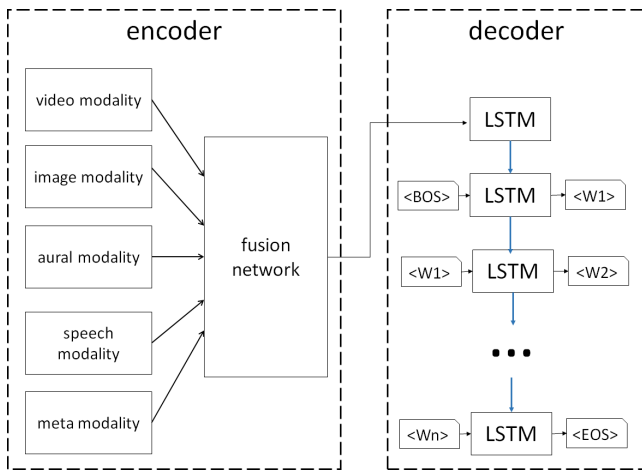 encoder
video modality
image modality
aural modality
speech
modality
meta modality
fusion
network
decoder
LSTM
<BOS> LSTM <W1>
<W1> LSTM <W2>
...
<Wn> LSTM <EOS>